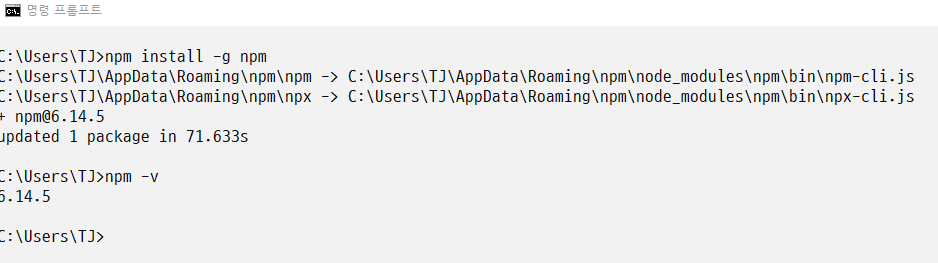 명령 프롬프트
C:\Users\TJ>npm install -g npm
C:\Users\TJ\AppData\Roaming\npm\npm -> C:\Users\TJ\AppData\Roaming\npm\node_modules\npm\bin\npm-cli.js
C:\Users\TJ\AppData\Roaming\npm\npx -> C:\Users\TJ\AppData\Roaming\npm\node_modules\npm\bin\npx-cli.js
+ npm@6.14.5
updated 1 package in 71.633s
C:\Users\TJ>npm -v
6.14.5
C:\Users\TJ>